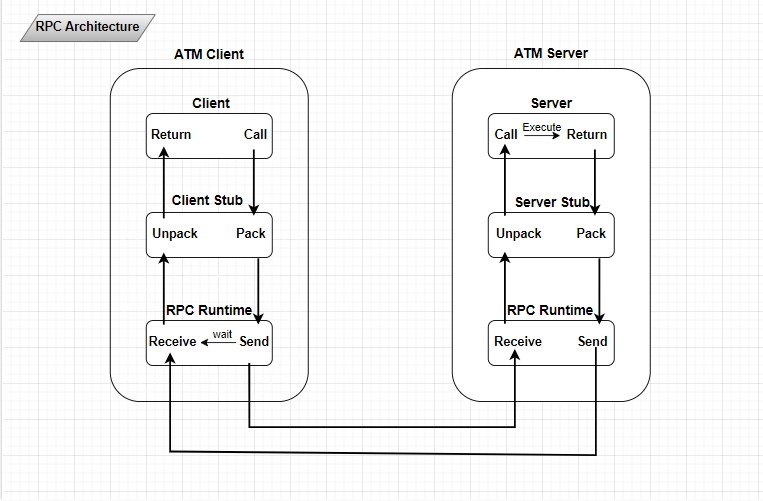 RPC Architecture
ATM Client
ATM Server
Client
Server
Return Call
Call Execute Return
Client Stub
Server Stub
Unpack Pack
Unpack Pack
RPC Runtime
RPC Runtime
Receive wait Send
Receive Send